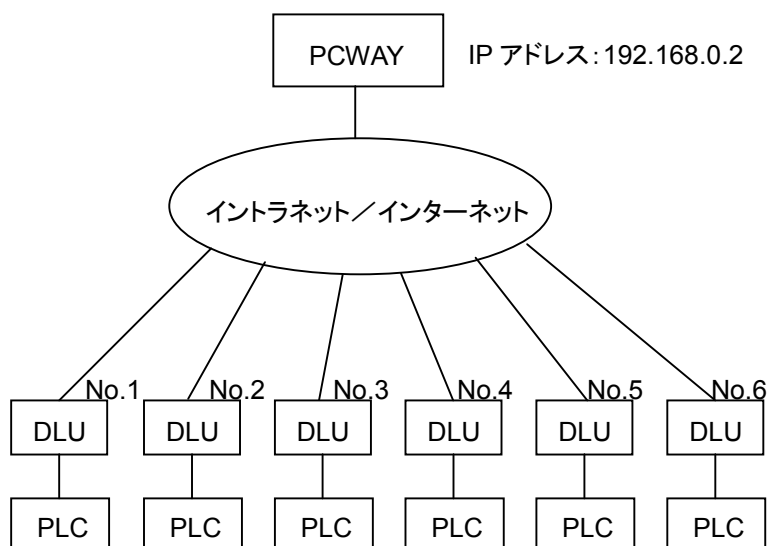 PCWAY IP アドレス：192.168.0.2
イントラネット／インターネット
No.1 No.2 No.3 No.4 No.5 No.6
DLU DLU DLU DLU DLU DLU
PLC PLC PLC PLC PLC PLC